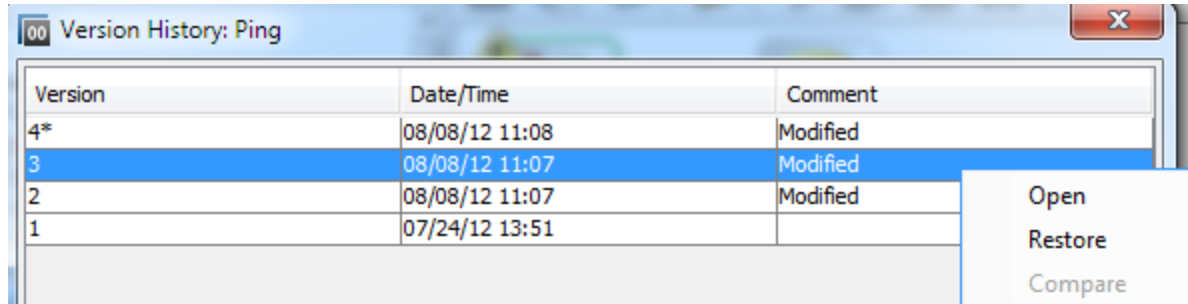 00 Version History: Ping
Version Date/Time Comment
4* 08/08/12 11:08 Modified
3 08/08/12 11:07 Modified
2 08/08/12 11:07 Modified
1 07/24/12 13:51
Open
Restore
Compare